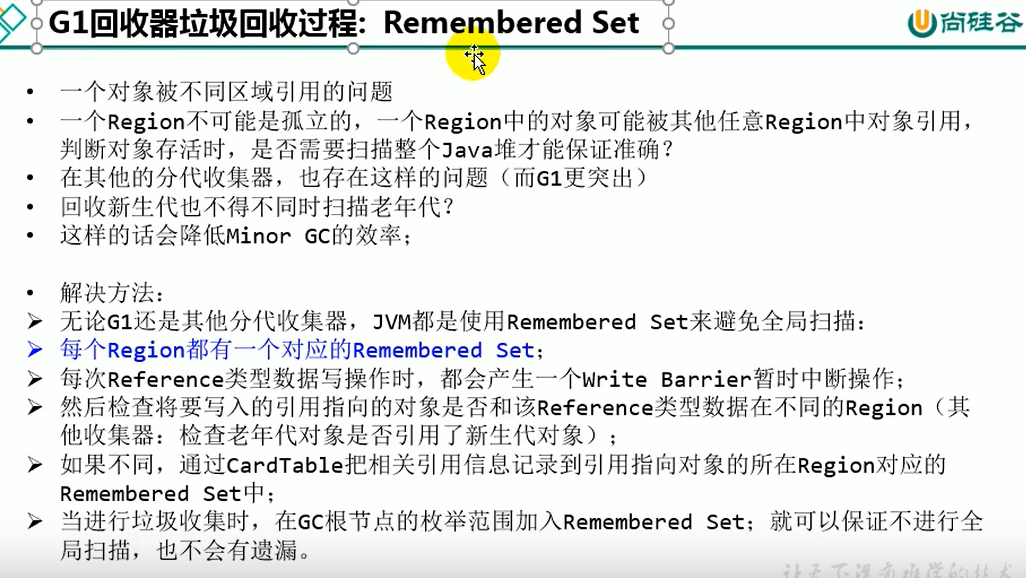 G1回收器垃圾回收过程: Remembered Set
尚硅谷
• 一个对象被不同区域引用的问题
• 一个Region不可能是孤立的，一个Region中的对象可能被其他任意Region中对象引用，
判断对象存活时，是否需要扫描整个Java堆才能保证准确？
• 在其他的分代收集器，也存在这样的问题（而G1更突出）
• 回收新生代也不得不同时扫描老年代？
• 这样的话会降低Minor GC的效率；
• 解决方法：
➢ 无论G1还是其他分代收集器，JVM都是使用Remembered Set来避免全局扫描：
➢ 每个Region都有一个对应的Remembered Set；
➢ 每次Reference类型数据写操作时，都会产生一个Write Barrier暂时中断操作；
➢ 然后检查将要写入的引用指向的对象是否和该Reference类型数据在不同的Region（其
他收集器：检查老年代对象是否引用了新生代对象）；
➢ 如果不同，通过CardTable把相关引用信息记录到引用指向对象的所在Region对应的
Remembered Set中；
➢ 当进行垃圾收集时，在GC根节点的枚举范围加入Remembered Set；就可以保证不进行全
局扫描，也不会有遗漏。
让天下没有难学的技术